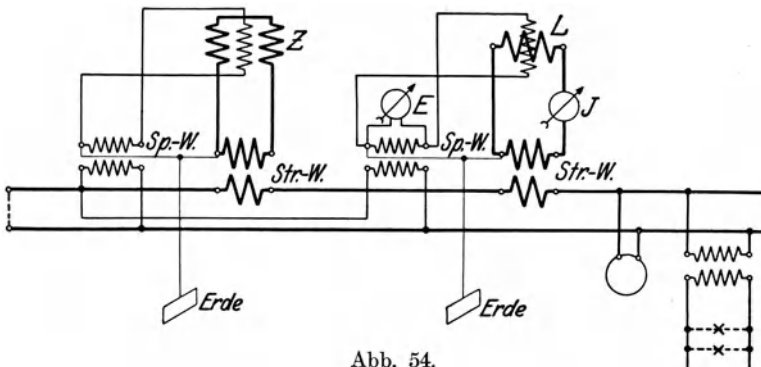 Z
L
E
J
Sp.-W.
Sp.-W.
Str.-W.
Str.-W.
Erde
Erde
Abb. 54.